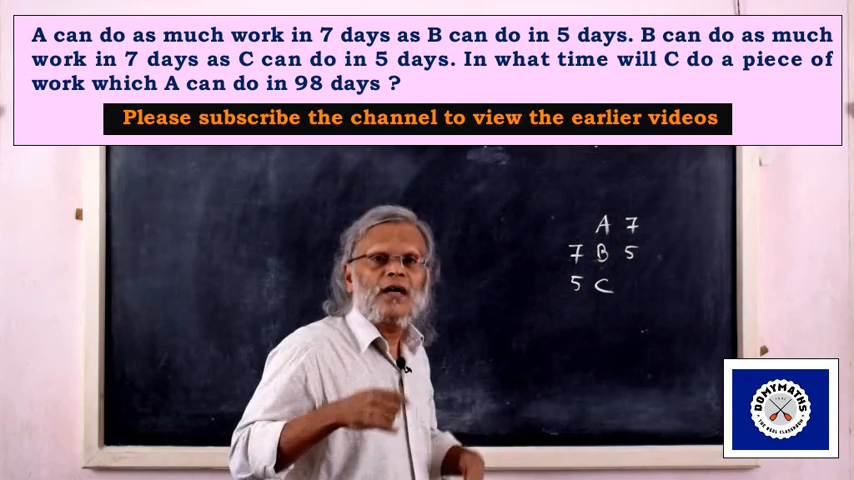 A can do as much work in 7 days as B can do in 5 days. B can do as much
work in 7 days as C can do in 5 days. In what time will C do a piece of
work which A can do in 98 days ?
Please subscribe the channel to view the earlier videos
A 7
7 B 5
5 C
DOMYMATHS
THE REAL CLASSROOM